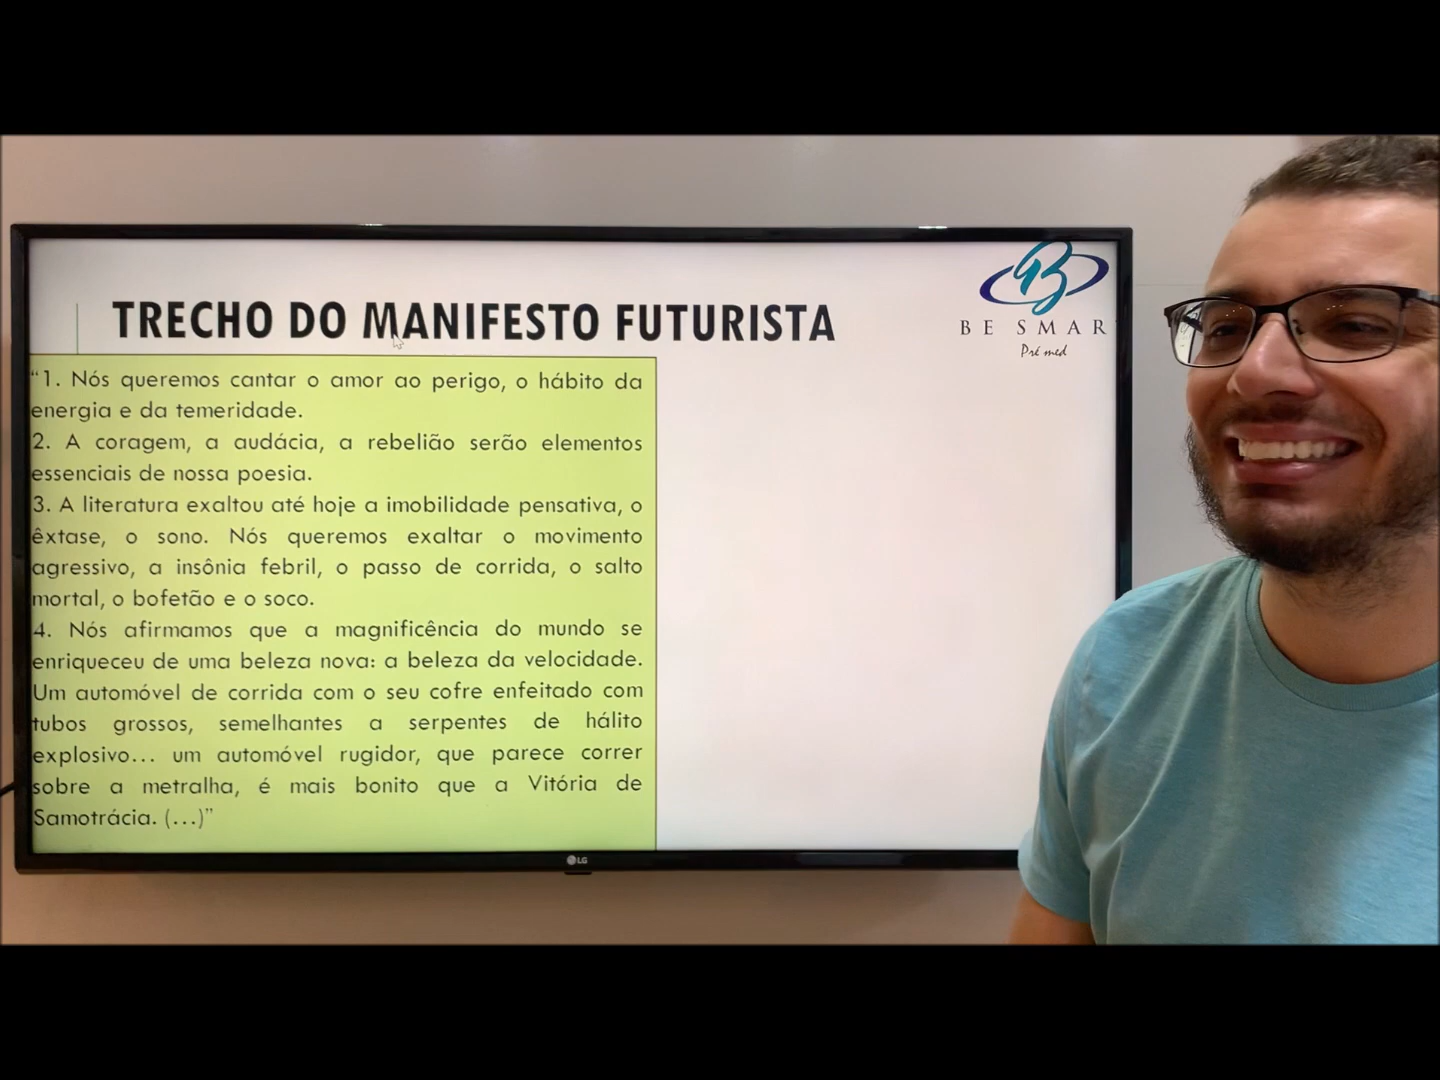 TRECHO DO MANIFESTO FUTURISTA
BE SMAR
Pré med
“1. Nós queremos cantar o amor ao perigo, o hábito da
energia e da temeridade.
2. A coragem, a audácia, a rebelião serão elementos
essenciais de nossa poesia.
3. A literatura exaltou até hoje a imobilidade pensativa, o
êxtase, o sono. Nós queremos exaltar o movimento
agressivo, a insônia febril, o passo de corrida, o salto
mortal, o bofetão e o soco.
4. Nós afirmamos que a magnificência do mundo se
enriqueceu de uma beleza nova: a beleza da velocidade.
Um automóvel de corrida com o seu cofre enfeitado com
tubos grossos, semelhantes a serpentes de hálito
explosivo... um automóvel rugidor, que parece correr
sobre a metralha, é mais bonito que a Vitória de
Samotrácia. (...)”
LG